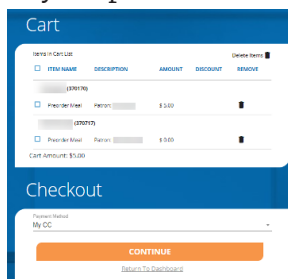 Cart
Items In Cart List
Delete Items
ITEM NAME DESCRIPTION AMOUNT DISCOUNT REMOVE
(370170)
Preorder Meal Patron: $ 5.00
(370717)
Preorder Meal Patron: $ 0.00
Cart Amount: $5.00
Checkout
Payment Method
My CC
CONTINUE
Return To Dashboard